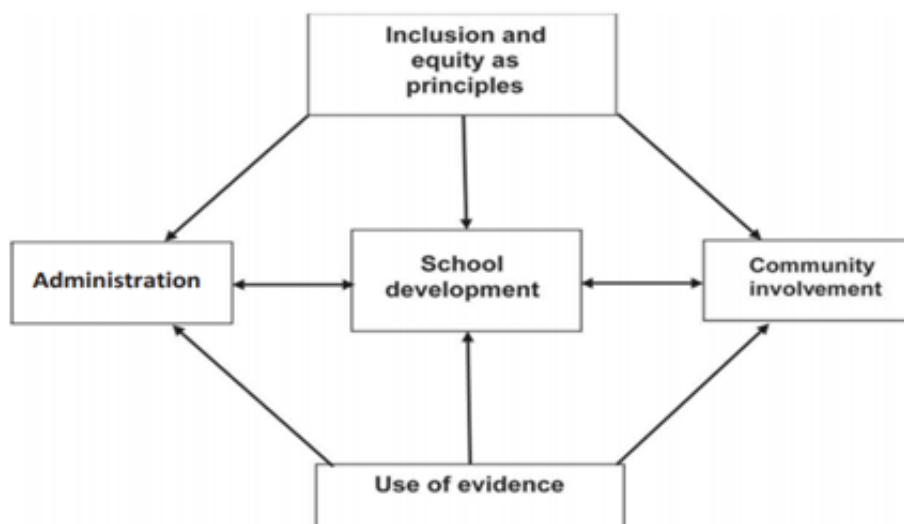 Inclusion and
equity as
principles
Administration
School
development
Community
involvement
Use of evidence